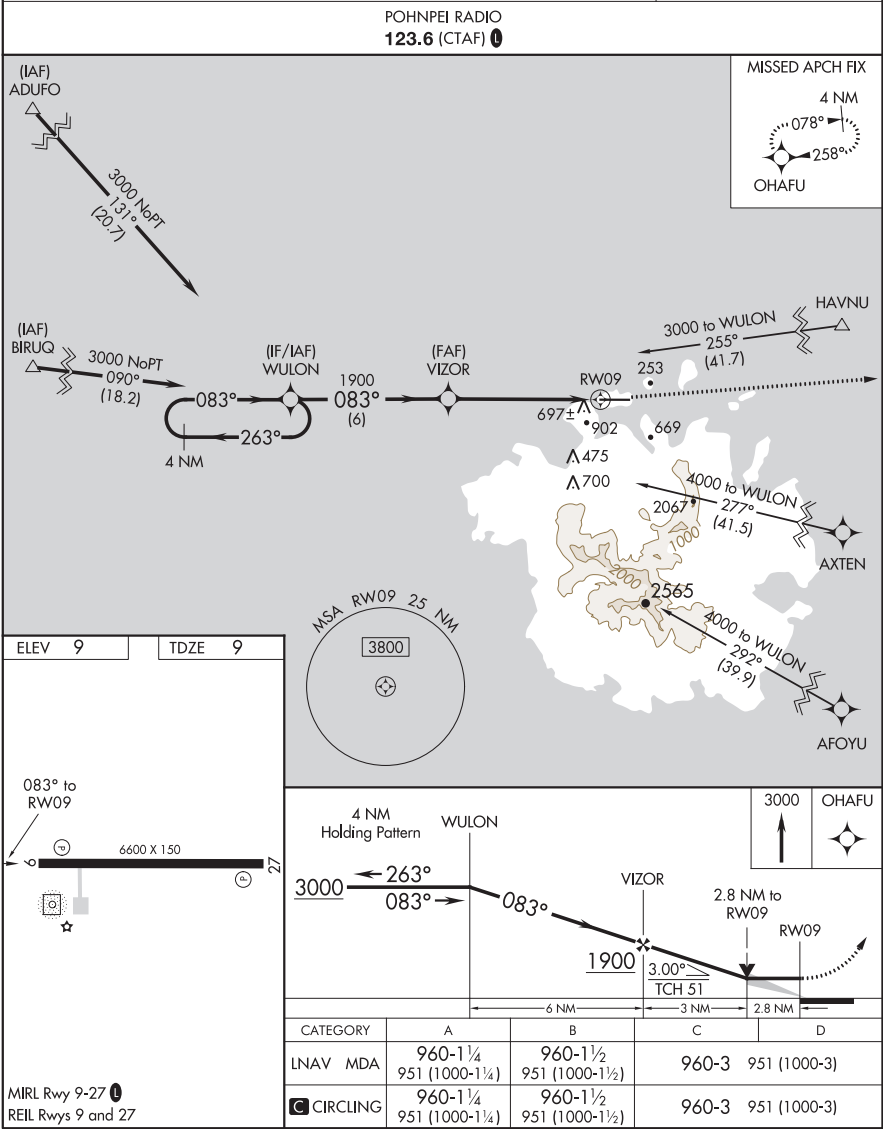 POHNPEI RADIO
123.6 (CTAF) L
MISSED APCH FIX
4 NM
078°
258°
OHAFU
(IAF)
ADUFO
3000 NoPT
131°
(20.7)
(IAF)
BIRUQ
3000 NoPT
090°
(18.2)
(IF/IAF)
WULON
083°
263°
4 NM
1900
083°
(6)
(FAF)
VIZOR
RW09
HAVNU
3000 to WULON
255°
(41.7)
253
697±
902
669
475
700
4000 to WULON
277°
(41.5)
2067
AXTEN
1000
2000
2565
4000 to WULON
292°
(39.9)
AFOYU
MSA RW09 25 NM
3800
ELEV 9
TDZE 9
083° to
RW09
9
6600 X 150
27
P
P
MIRL Rwy 9-27 L
REIL Rwys 9 and 27
4 NM
Holding Pattern
WULON
3000
OHAFU
3000
263°
083°
083°
VIZOR
1900
3.00°
TCH 51
2.8 NM to
RW09
RW09
6 NM
3 NM
2.8 NM
CATEGORY A B C D
LNAV MDA 960-1¼ 960-1½ 960-3 951 (1000-3)
951 (1000-1¼) 951 (1000-1½)
C CIRCLING 960-1¼ 960-1½ 960-3 951 (1000-3)
951 (1000-1¼) 951 (1000-1½)